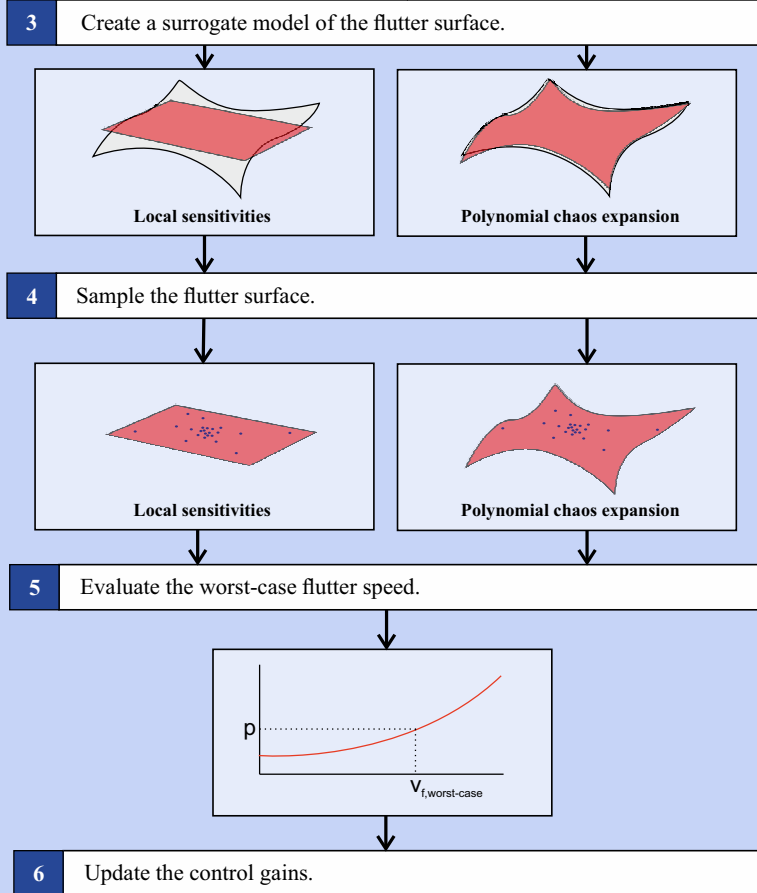 3 Create a surrogate model of the flutter surface.
Local sensitivities
Polynomial chaos expansion
4 Sample the flutter surface.
Local sensitivities
Polynomial chaos expansion
5 Evaluate the worst-case flutter speed.
p
v f,worst-case
6 Update the control gains.